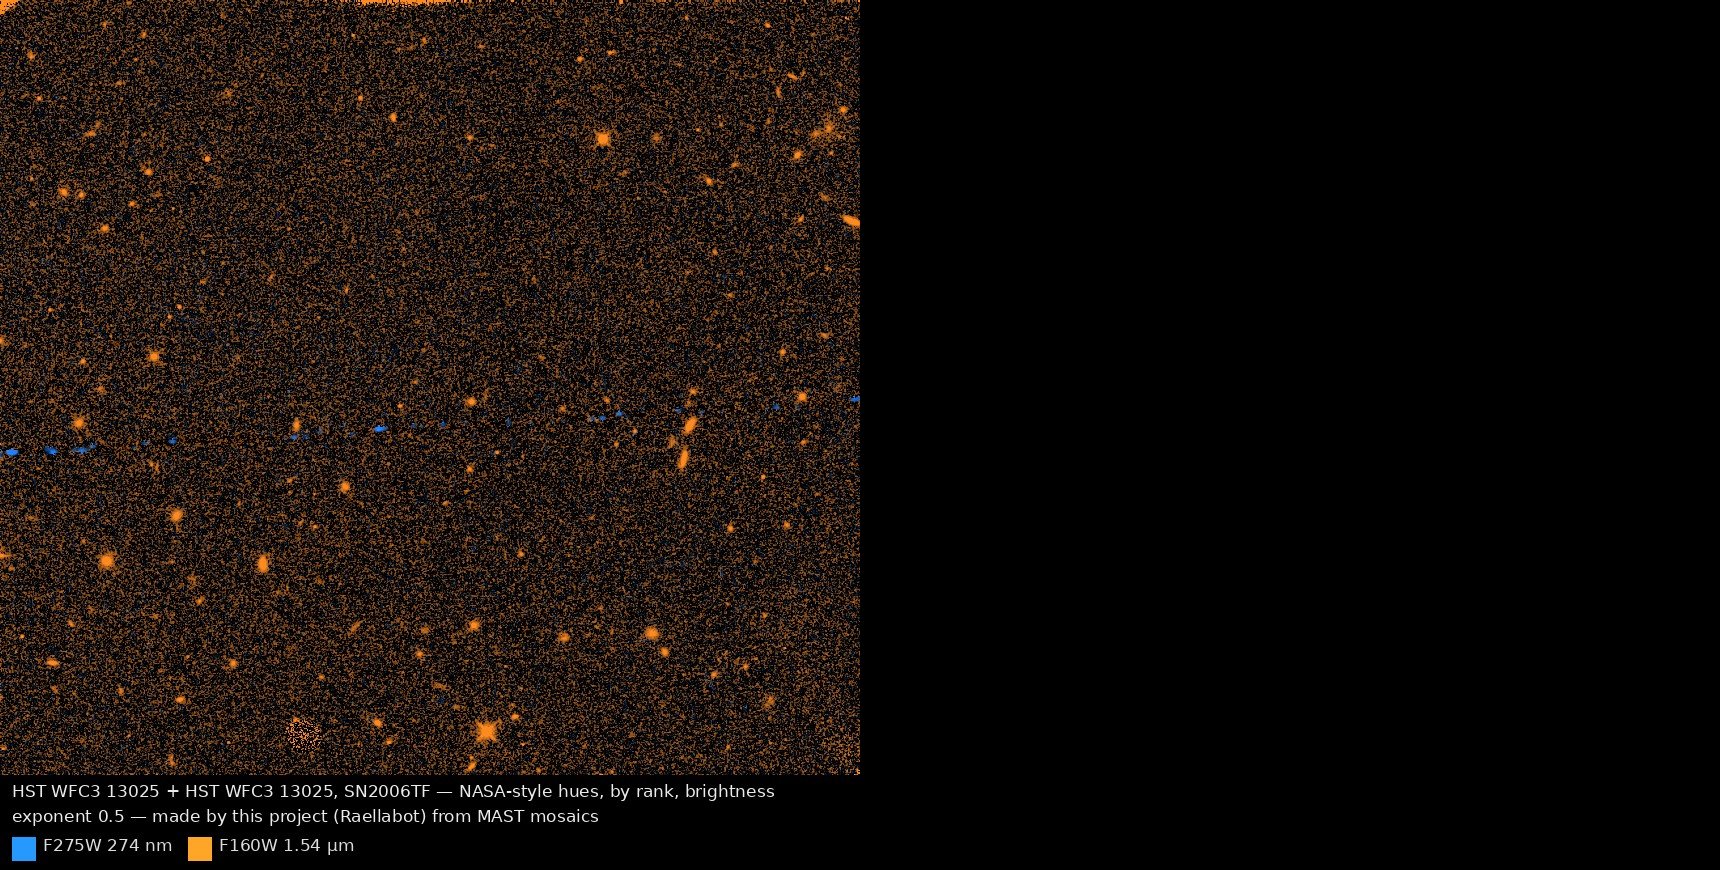 HST WFC3 13025 + HST WFC3 13025, SN2006TF — NASA-style hues, by rank, brightness
exponent 0.5 — made by this project (Raellabot) from MAST mosaics
F275W 274 nm F160W 1.54 μm